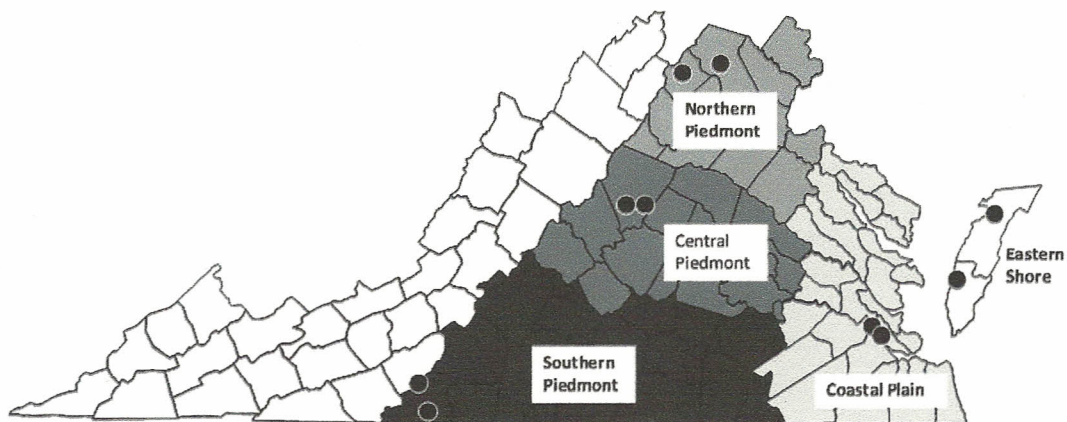 Northern
Piedmont
Central
Piedmont
Eastern
Shore
Southern
Piedmont
Coastal Plain